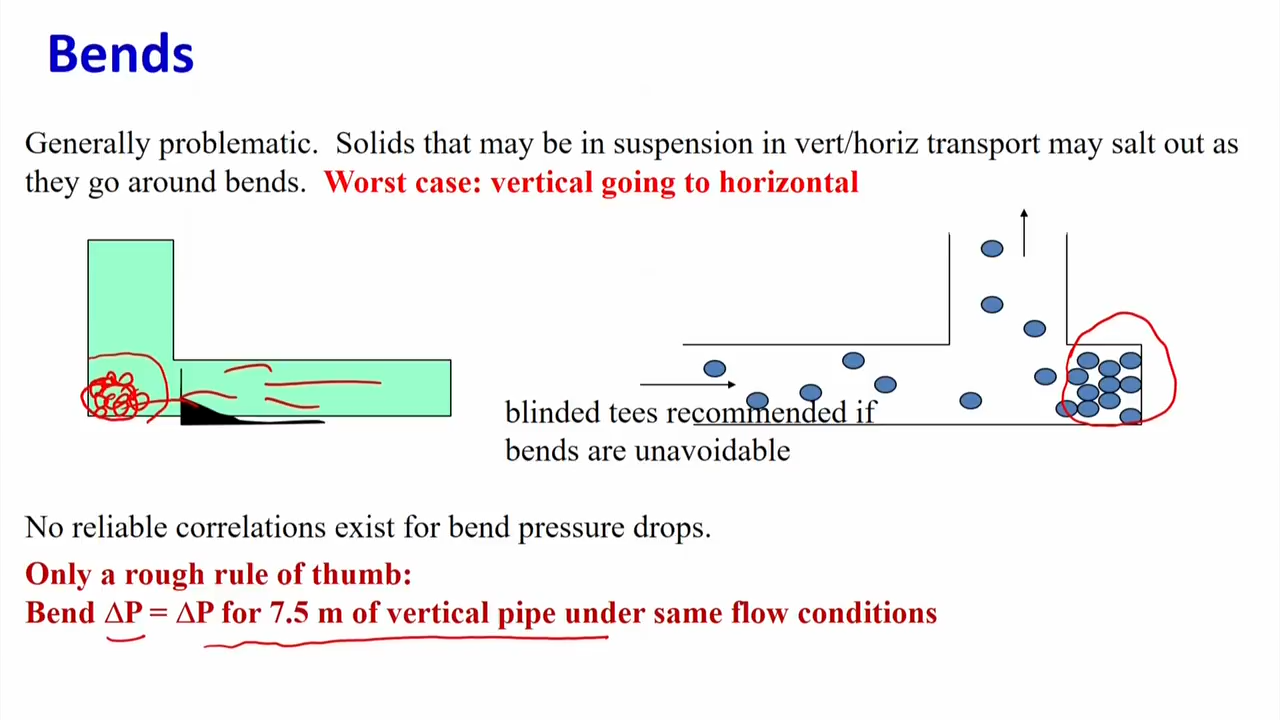 Bends
Generally problematic. Solids that may be in suspension in vert/horiz transport may salt out as
they go around bends. Worst case: vertical going to horizontal
blinded tees recommended if
bends are unavoidable
No reliable correlations exist for bend pressure drops.
Only a rough rule of thumb:
Bend ΔP = ΔP for 7.5 m of vertical pipe under same flow conditions